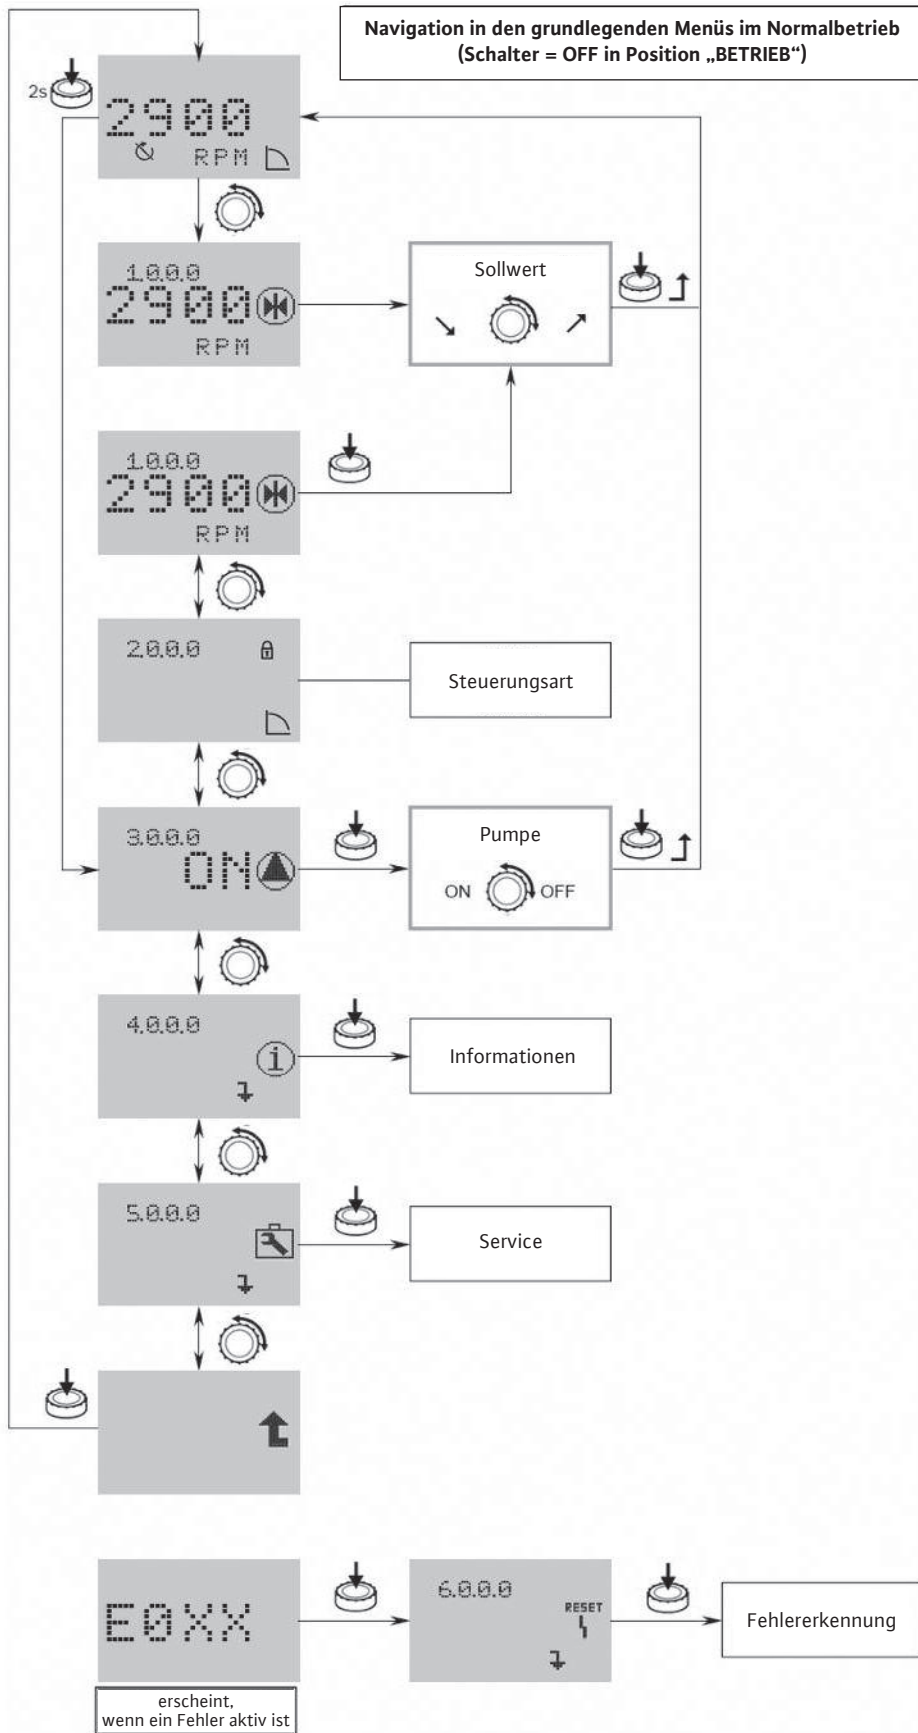 Navigation in den grundlegenden Menüs im Normalbetrieb
(Schalter = OFF in Position „BETRIEB“)
2s
2900
RPM
1.0.0.0
2900
RPM
Sollwert
1.0.0.0
2900
RPM
2.0.0.0
Steuerungsart
3.0.0.0
ON
Pumpe
ON OFF
4.0.0.0
i
Informationen
5.0.0.0
Service
E0XX
6.0.0.0
RESET
Fehlererkennung
erscheint,
wenn ein Fehler aktiv ist